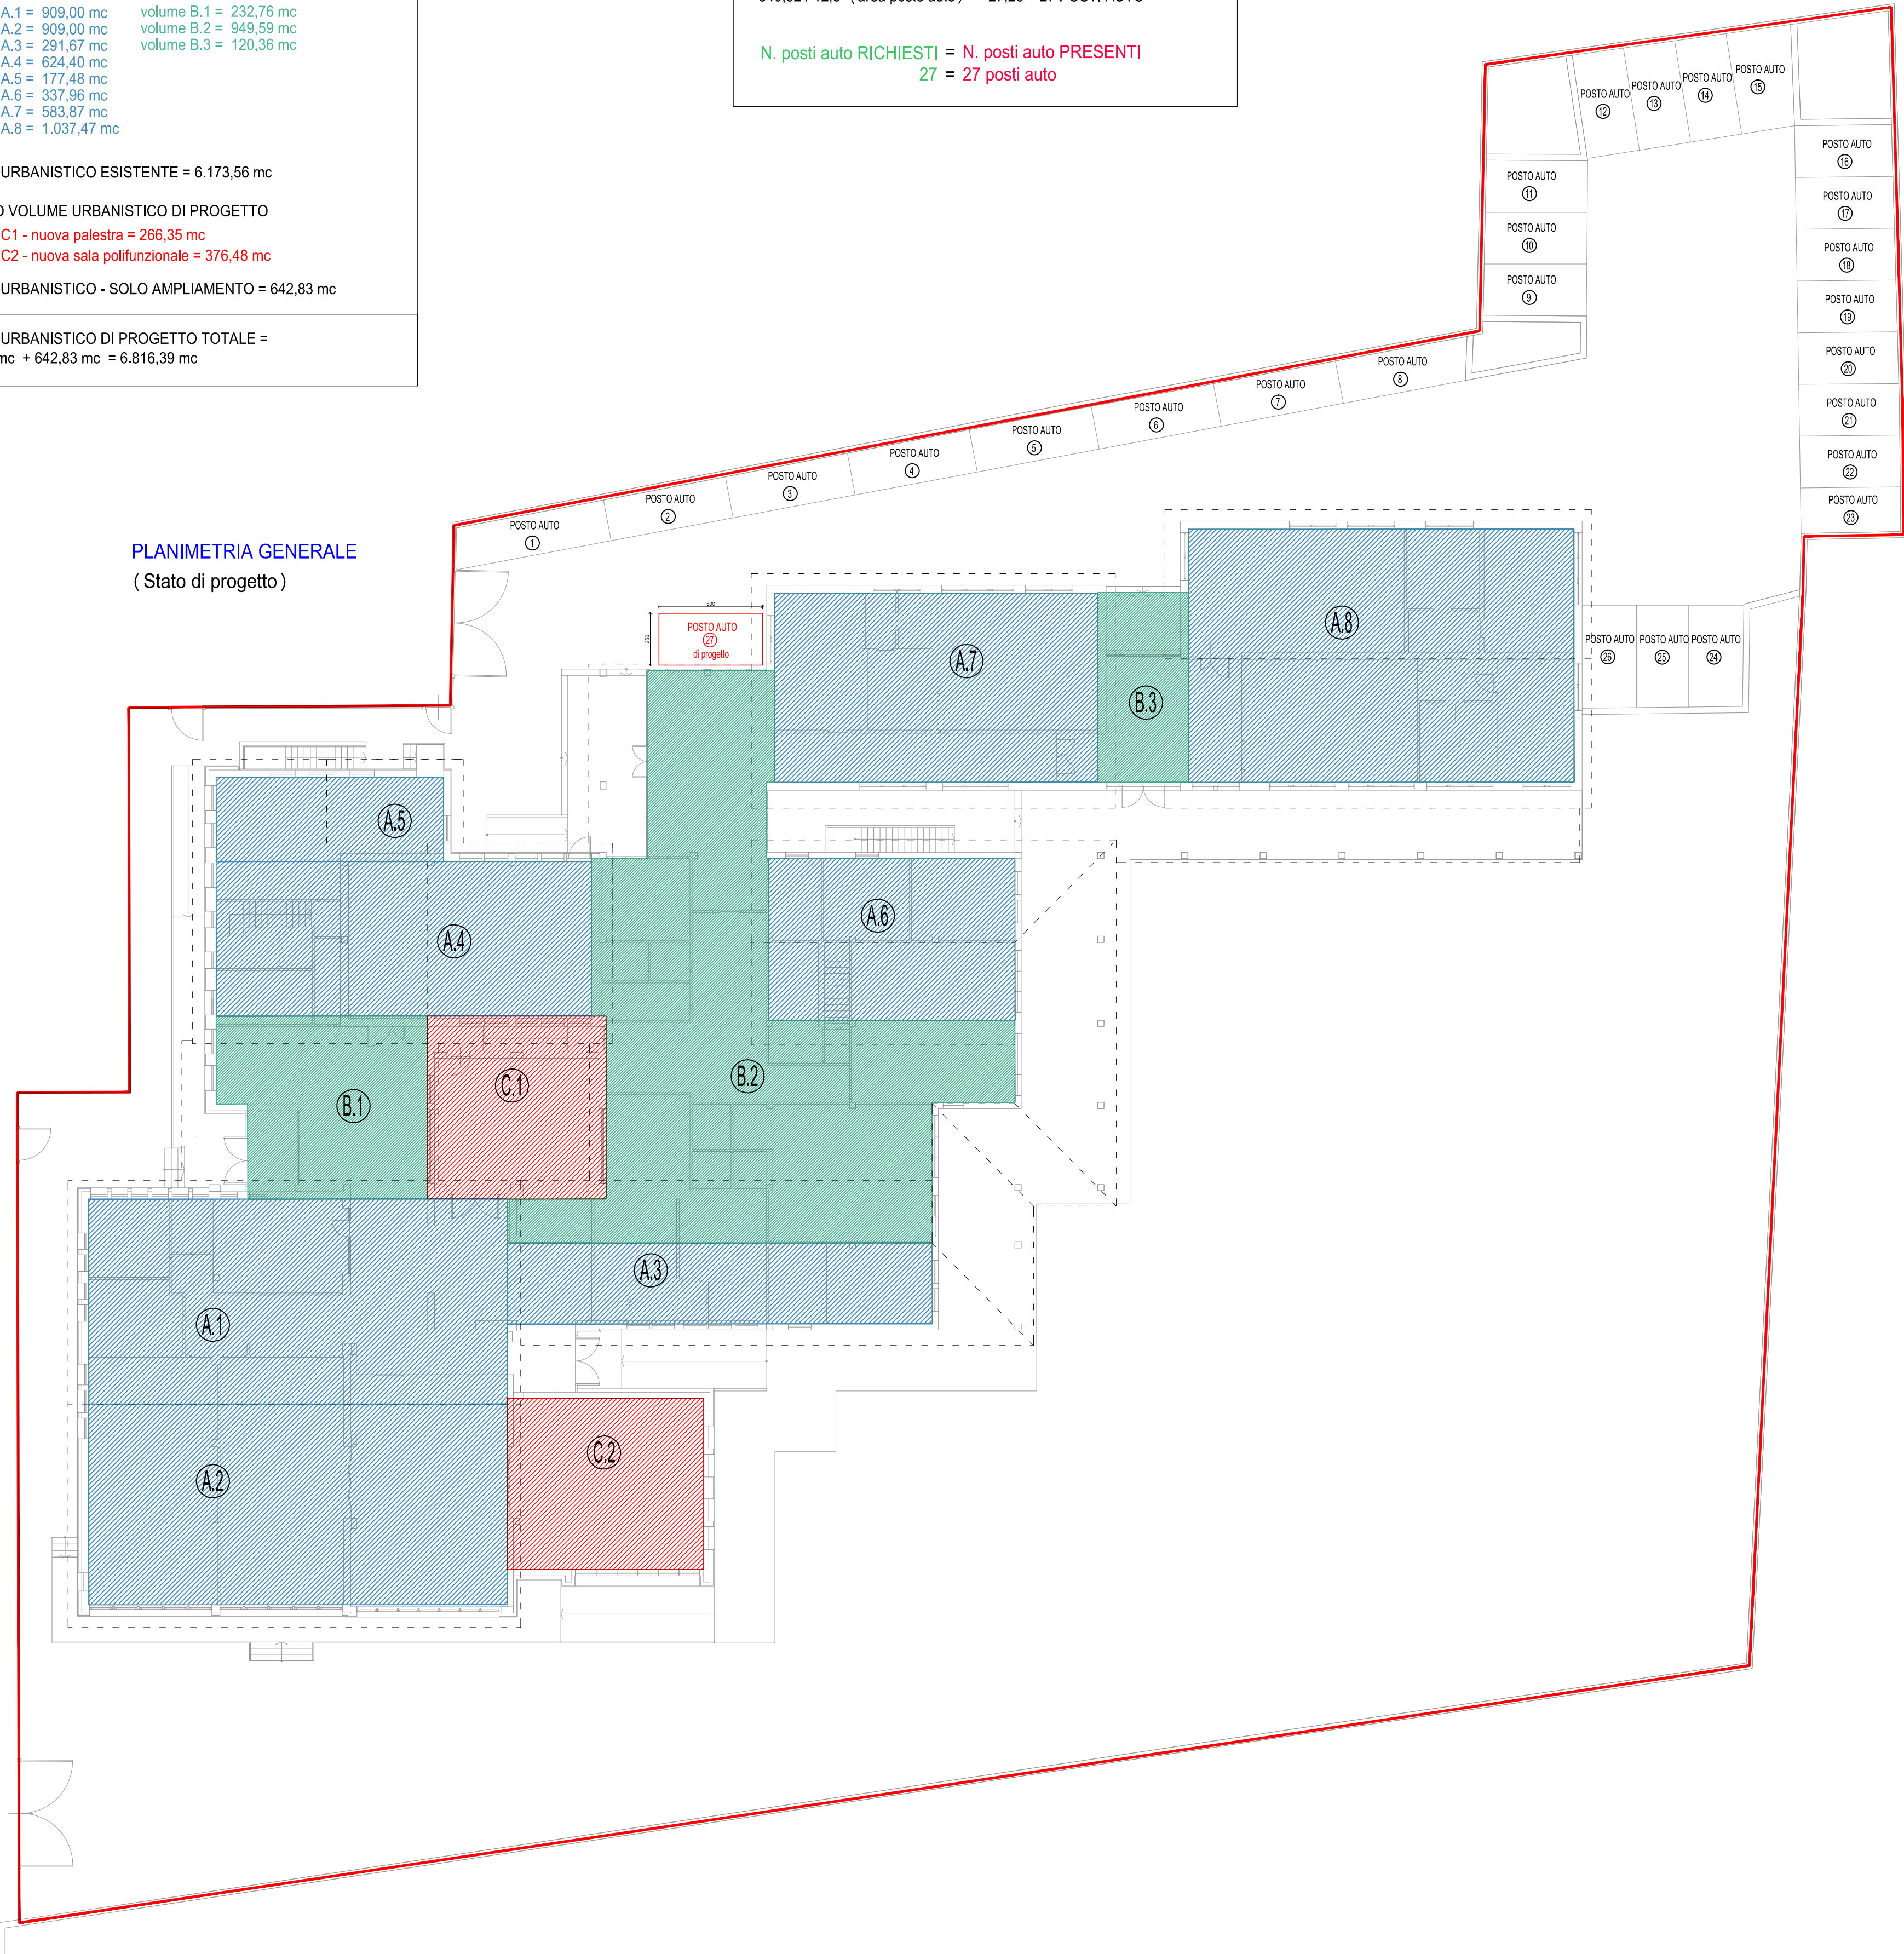 A.1 = 909,00 mc
volume B.1 = 232,76 mc
A.2 = 909,00 mc
volume B.2 = 949,59 mc
A.3 = 291,67 mc
volume B.3 = 120,36 mc
A.4 = 624,40 mc
A.5 = 177,48 mc
A.6 = 337,96 mc
A.7 = 583,87 mc
A.8 = 1.037,47 mc
URBANISTICO ESISTENTE = 6.173,56 mc
O VOLUME URBANISTICO DI PROGETTO
C1 - nuova palestra = 266,35 mc
C2 - nuova sala polifunzionale = 376,48 mc
URBANISTICO - SOLO AMPLIAMENTO = 642,83 mc
URBANISTICO DI PROGETTO TOTALE =
mc + 642,83 mc = 6.816,39 mc
(area posto auto)
N. posti auto RICHIESTI = N. posti auto PRESENTI
27 = 27 posti auto
POSTO AUTO
12
POSTO AUTO
13
POSTO AUTO
14
POSTO AUTO
15
POSTO AUTO
16
POSTO AUTO
17
POSTO AUTO
18
POSTO AUTO
19
POSTO AUTO
20
POSTO AUTO
21
POSTO AUTO
22
POSTO AUTO
23
POSTO AUTO
11
POSTO AUTO
10
POSTO AUTO
9
POSTO AUTO
8
POSTO AUTO
7
POSTO AUTO
6
POSTO AUTO
5
POSTO AUTO
4
POSTO AUTO
3
POSTO AUTO
2
POSTO AUTO
1
PLANIMETRIA GENERALE
(Stato di progetto)
500
250
POSTO AUTO
27
di progetto
POSTO AUTO
26
POSTO AUTO
25
POSTO AUTO
24
A.8
A.7
B.3
A.5
A.4
A.6
B.2
C.1
B.1
A.3
A.1
C.2
A.2